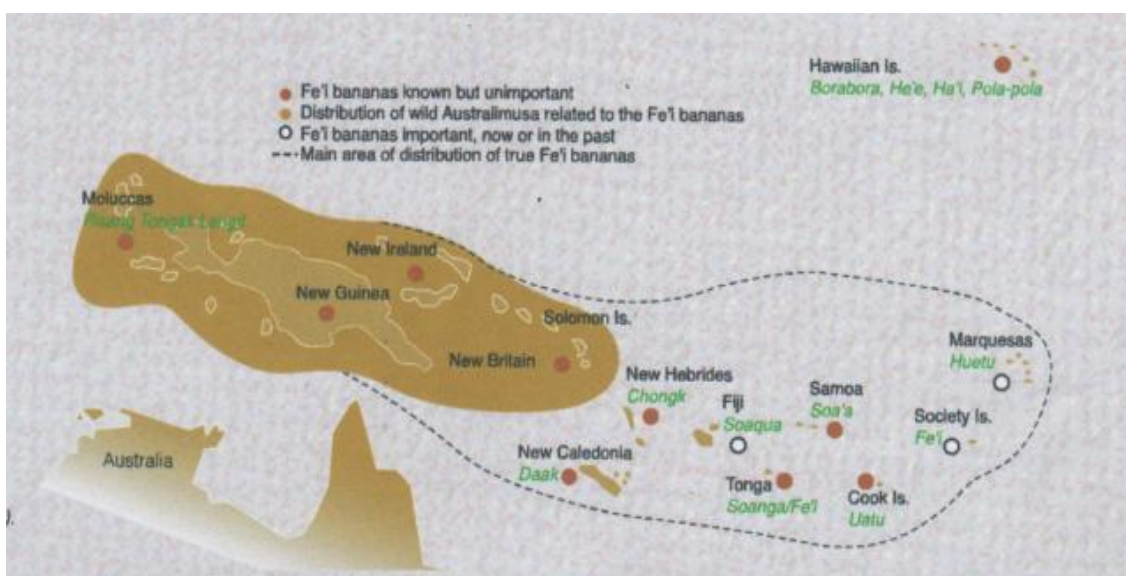 Hawaiian Is.
Borabora, He'e, Ha'i, Pola-pola
Fe'i bananas known but unimportant
Distribution of wild Australimusa related to the Fe'i bananas
Fe'i bananas important, now or in the past
Main area of distribution of true Fe'i bananas
Moluccas
Tongak Langit
New Ireland
New Guinea
Solomon Is.
New Britain
Marquesas
Huetu
New Hebrides
Chongk
Samoa
Soa'a
Fiji
Soaqua
Society Is.
Fe'i
New Caledonia
Daak
Australia
Tonga
Soanga/Fe'i
Cook Is.
Uatu
).